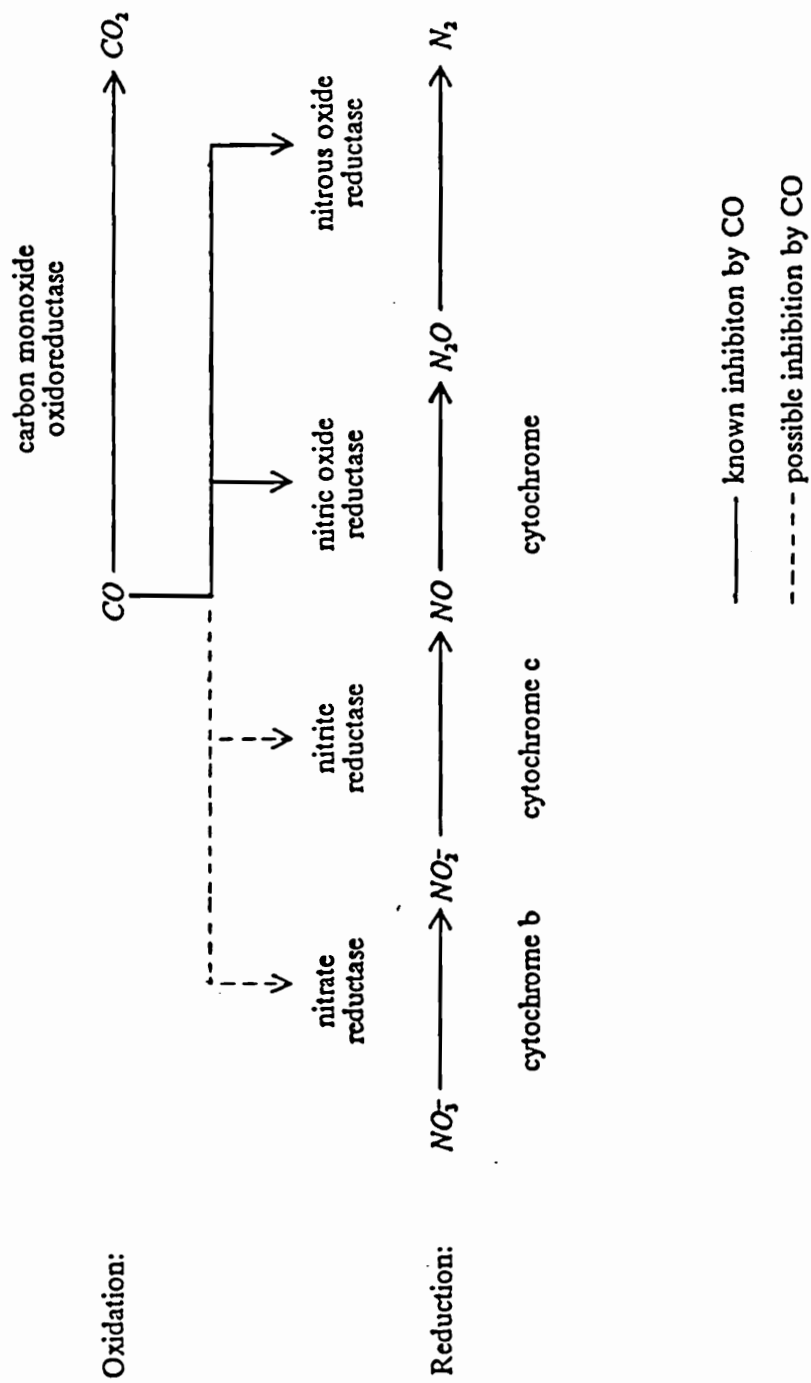 carbon monoxide
oxidoreductase
Oxidation:
CO
CO₂
nitrate
reductase
nitrite
reductase
nitric oxide
reductase
nitrous oxide
reductase
Reduction:
NO₃⁻
NO₂⁻
NO
N₂O
N₂
cytochrome b
cytochrome c
cytochrome
known inhibiton by CO
possible inhibition by CO